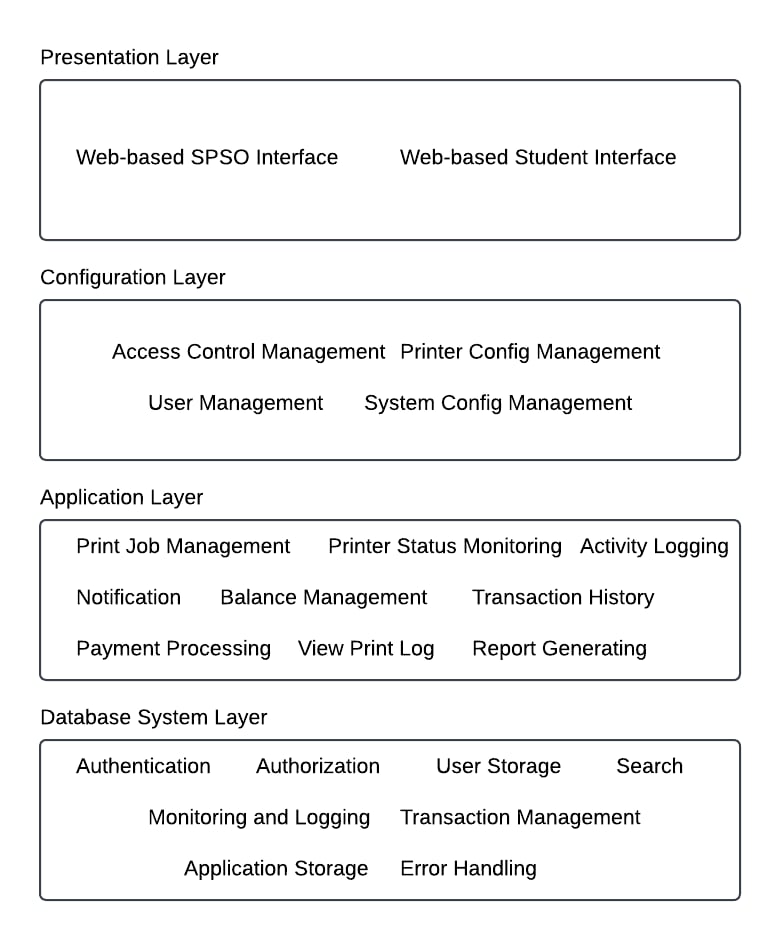 Presentation Layer
Web-based SPSO Interface Web-based Student Interface
Configuration Layer
Access Control Management Printer Config Management
User Management System Config Management
Application Layer
Print Job Management Printer Status Monitoring Activity Logging
Notification Balance Management Transaction History
Payment Processing View Print Log Report Generating
Database System Layer
Authentication Authorization User Storage Search
Monitoring and Logging Transaction Management
Application Storage Error Handling